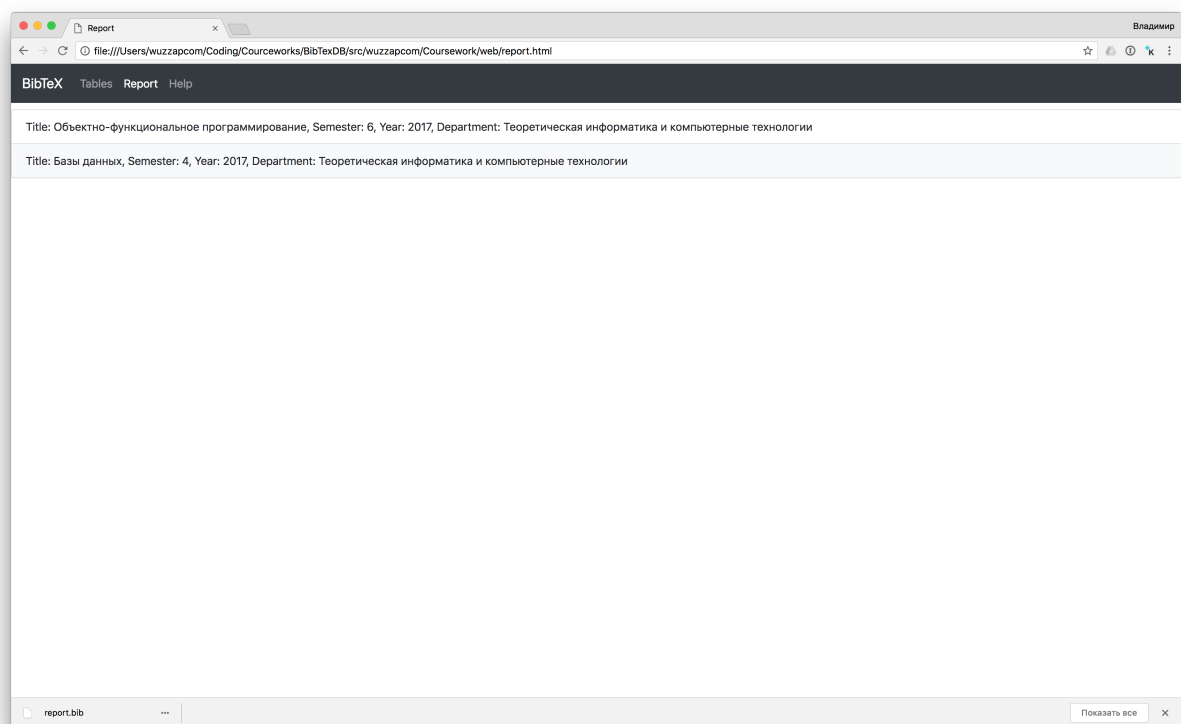 Report
Владимир
file:///Users/wuzzapcom/Coding/Courceworks/BibTexDB/src/wuzzapcom/Coursework/web/report.html
BibTeX Tables Report Help
Title: Объектно-функциональное программирование, Semester: 6, Year: 2017, Department: Теоретическая информатика и компьютерные технологии
Title: Базы данных, Semester: 4, Year: 2017, Department: Теоретическая информатика и компьютерные технологии
report.bib
Показать все